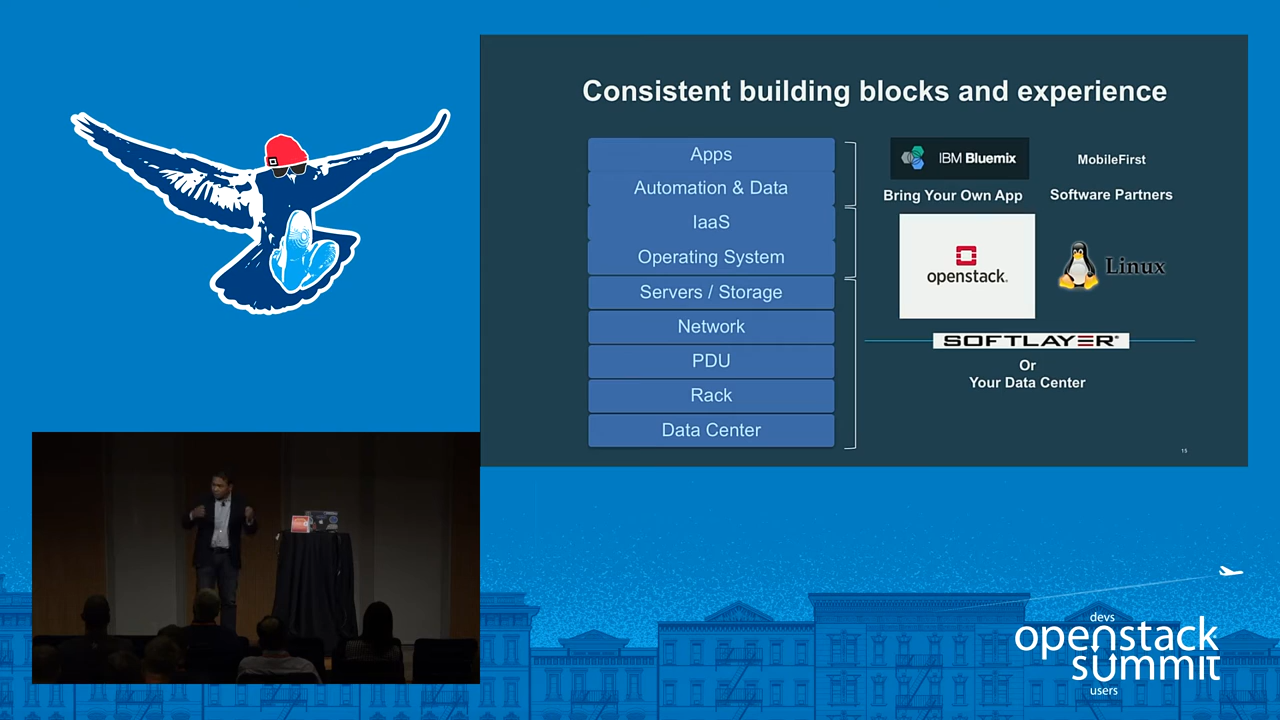 Consistent building blocks and experience
Apps
Automation & Data
IaaS
Operating System
Servers / Storage
Network
PDU
Rack
Data Center
IBM Bluemix
MobileFirst
Bring Your Own App
Software Partners
openstack.
Linux
SOFTLAYER®
Or
Your Data Center
15
devs
openstack
summit
users